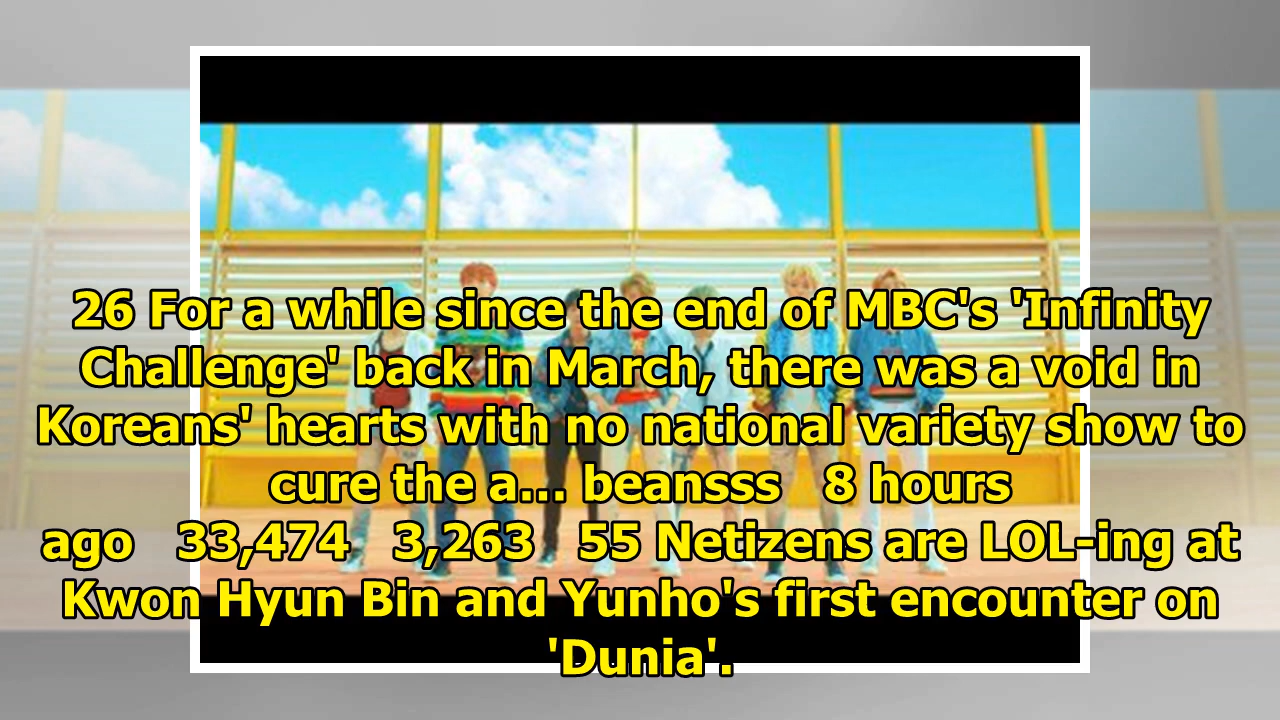 26 For a while since the end of MBC's 'Infinity
Challenge' back in March, there was a void in
Koreans' hearts with no national variety show to
cure the a... beansss 8 hours
ago 33,474 3,263 55 Netizens are LOL-ing at
Kwon Hyun Bin and Yunho's first encounter on
'Dunia'.